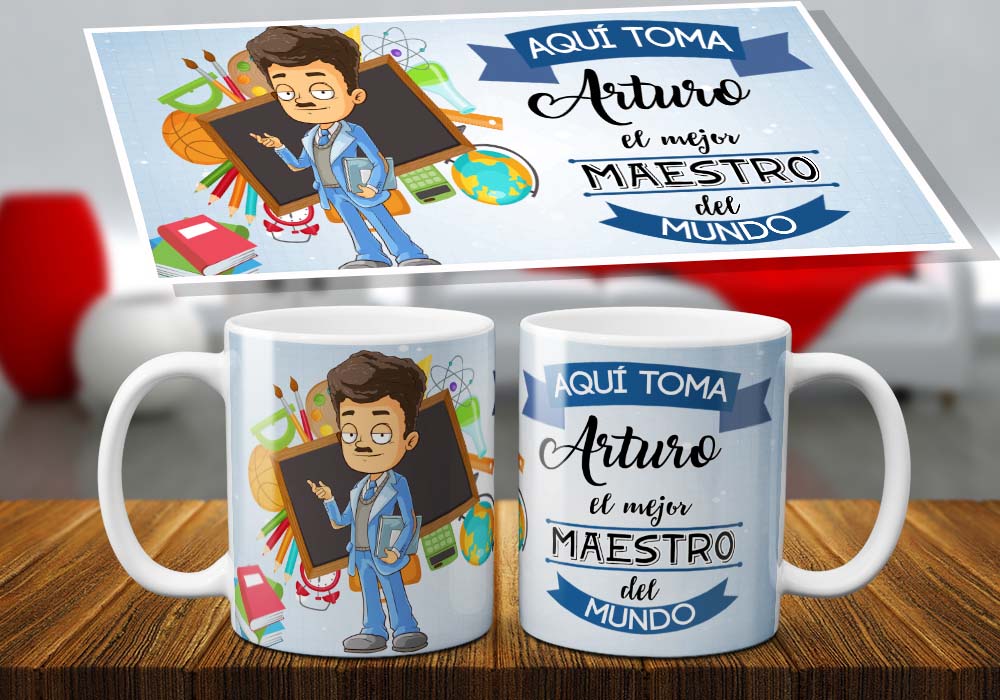 AQUÍ TOMA
Arturo
el mejor
MAESTRO
del
MUNDO
AQUÍ TOMA
Arturo
el mejor
MAESTRO
del
MUNDO